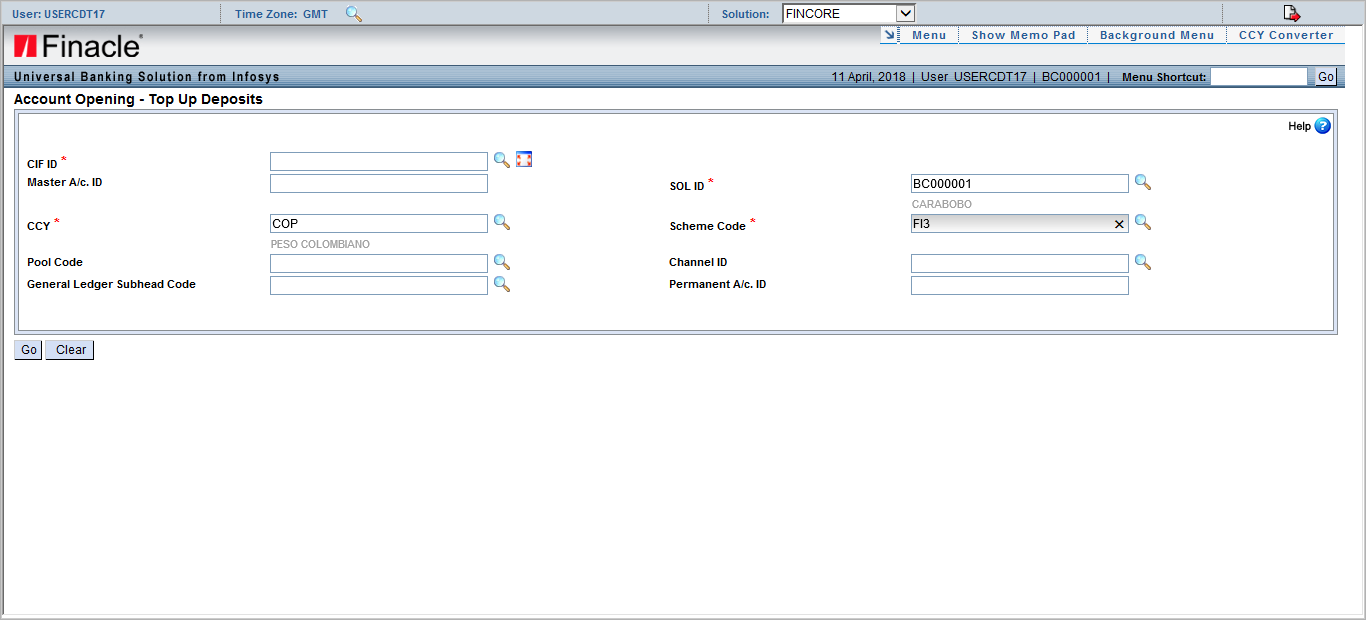 User: USERCDT17 Time Zone: GMT Solution: FINCORE
Finacle
Menu Show Memo Pad Background Menu CCY Converter
Universal Banking Solution from Infosys 11 April, 2018 | User USERCDT17 | BC000001 | Menu Shortcut: Go
Account Opening - Top Up Deposits
Help ?
CIF ID *
Master A/c. ID SOL ID * BC000001
CARABOBO
CCY * COP Scheme Code * FI3
PESO COLOMBIANO
Pool Code Channel ID
General Ledger Subhead Code Permanent A/c. ID
Go Clear